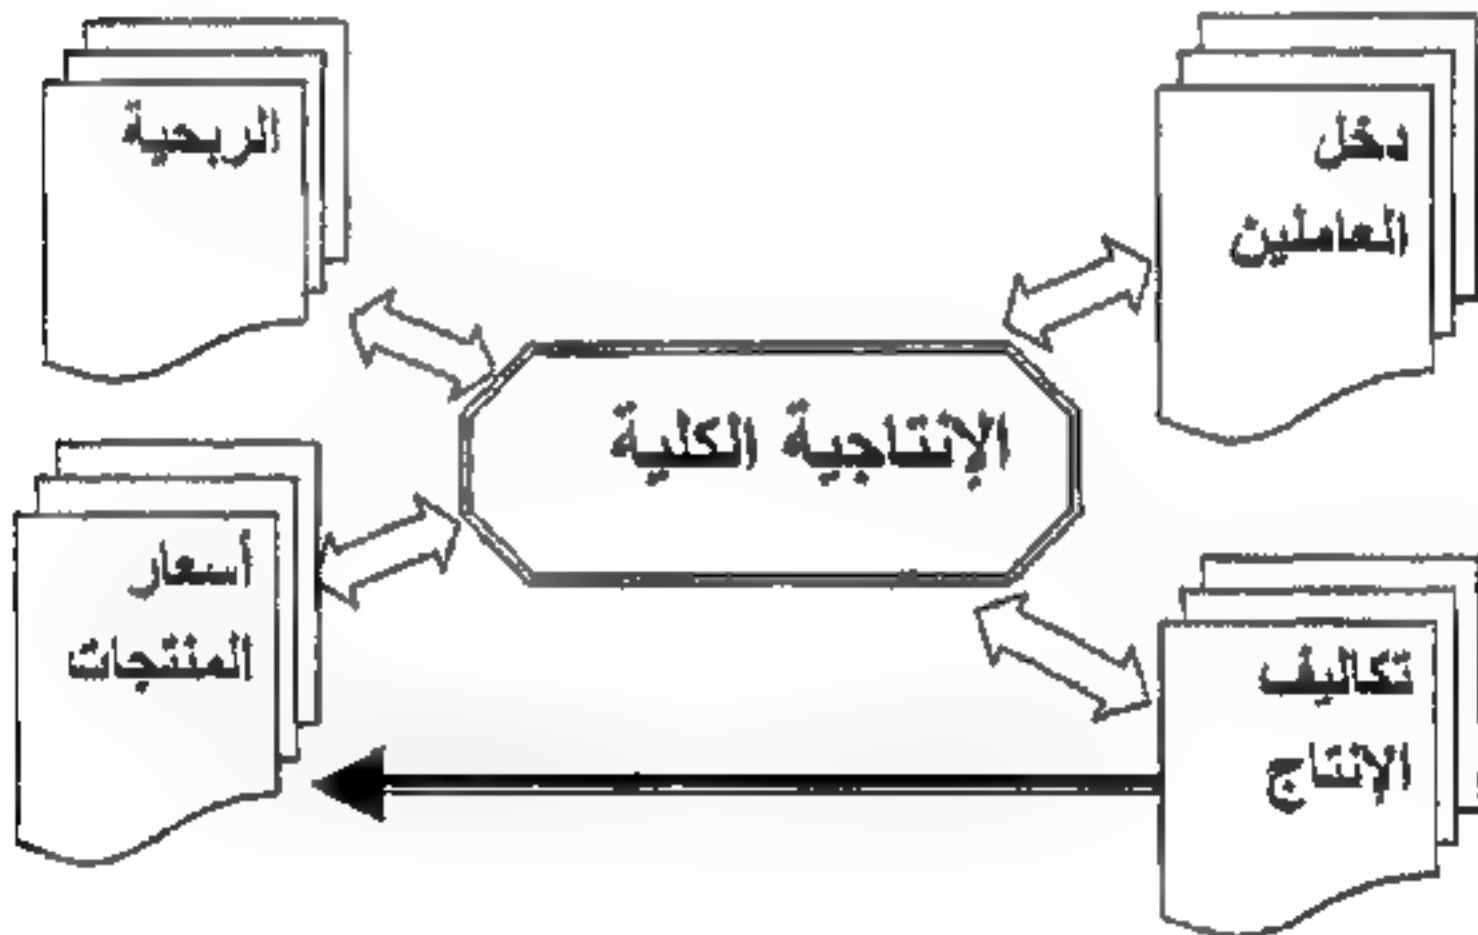 الربحية
دخل
العاملين
الإنتاجية الكلية
أسعار
المنتجات
تكاليف
الإنتاج